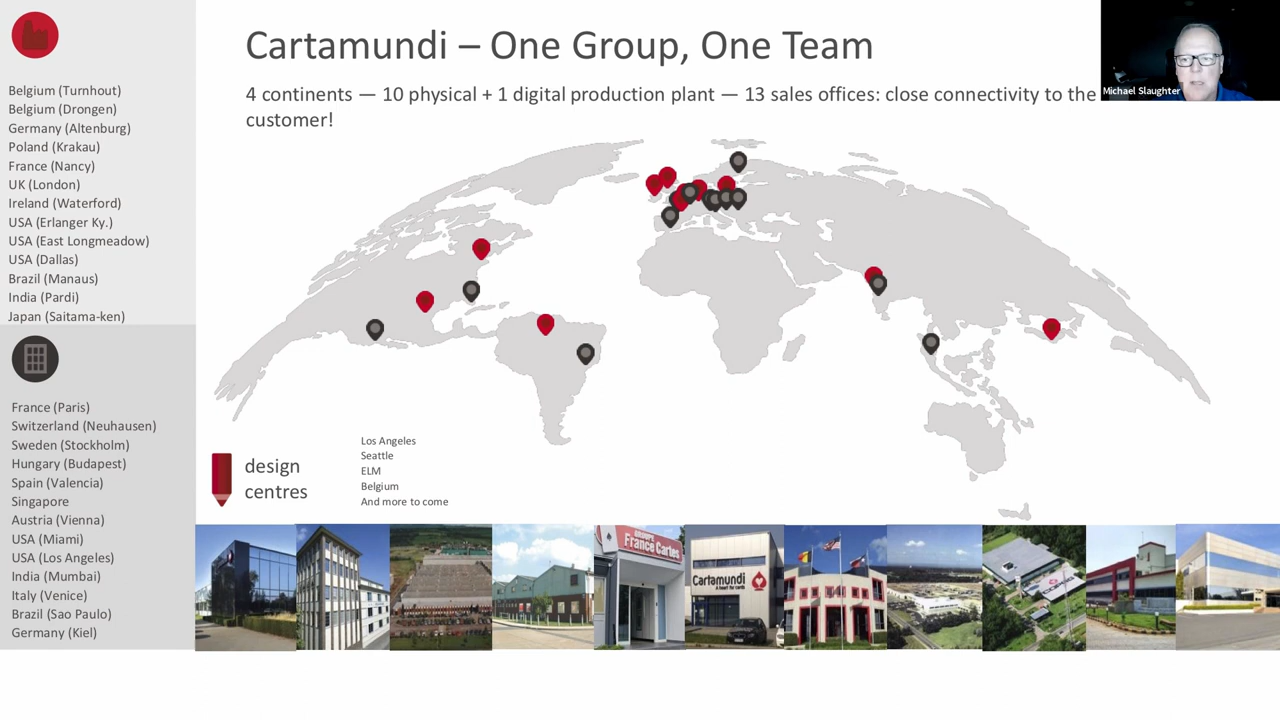 Cartamundi – One Group, One Team
4 continents — 10 physical + 1 digital production plant — 13 sales offices: close connectivity to the
customer!
Michael Slaughter
Belgium (Turnhout)
Belgium (Drongen)
Germany (Altenburg)
Poland (Krakau)
France (Nancy)
UK (London)
Ireland (Waterford)
USA (Erlanger Ky.)
USA (East Longmeadow)
USA (Dallas)
Brazil (Manaus)
India (Pardi)
Japan (Saitama-ken)
France (Paris)
Switzerland (Neuhausen)
Sweden (Stockholm)
Hungary (Budapest)
Spain (Valencia)
Singapore
Austria (Vienna)
USA (Miami)
USA (Los Angeles)
India (Mumbai)
Italy (Venice)
Brazil (Sao Paulo)
Germany (Kiel)
design
centres
Los Angeles
Seattle
ELM
Belgium
And more to come
GROUPE
France Cartes
Cartamundi